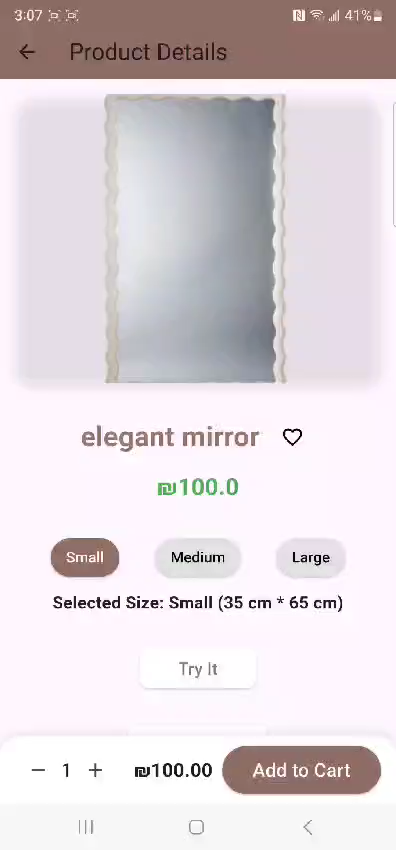 3:07 41%
Product Details
elegant mirror
₪100.0
Small Medium Large
Selected Size: Small (35 cm * 65 cm)
Try It
1 ₪100.00 Add to Cart